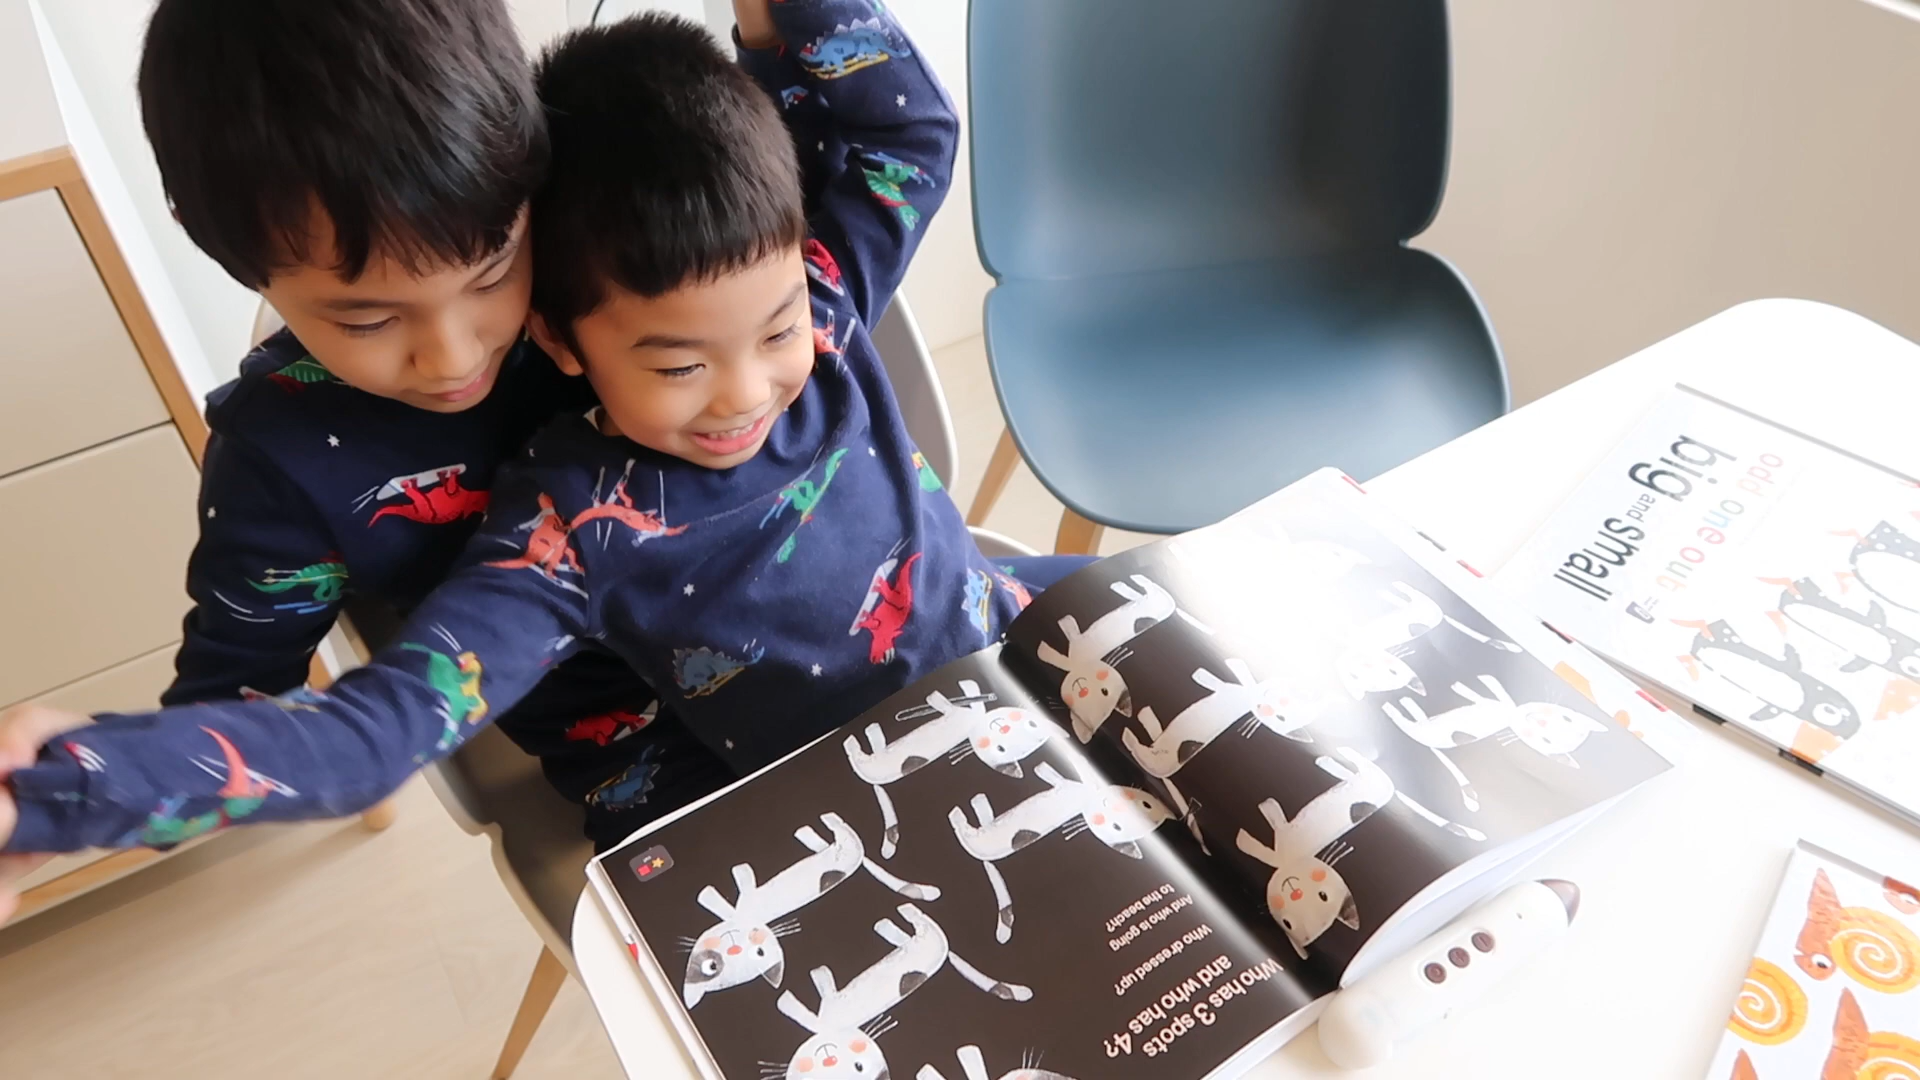 Who has 3 spots
and who has 4?
Who dressed up?
And who is going
to the beach?
odd one out
big and small